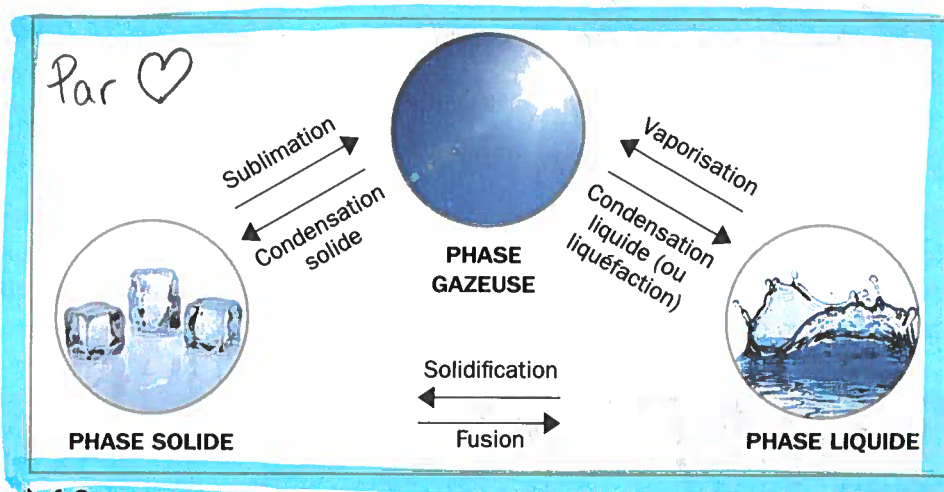 Par ♡
Sublimation
Condensation
solide
PHASE
GAZEUSE
Vaporisation
Condensation
liquide (ou
liquéfaction)
Solidification
Fusion
PHASE SOLIDE
PHASE LIQUIDE